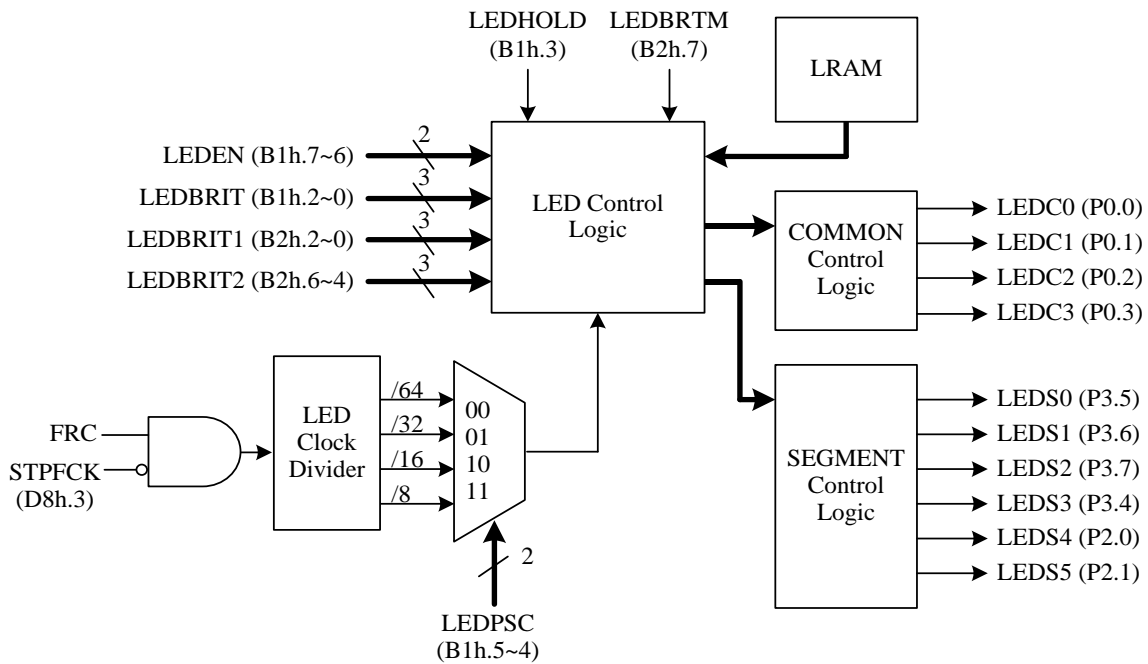 LEDHOLD
(B1h.3)
LEDBRTM
(B2h.7)
LRAM
LEDEN (B1h.7~6)
2
LEDBRIT (B1h.2~0)
3
LEDBRIT1 (B2h.2~0)
3
LEDBRIT2 (B2h.6~4)
3
LED Control
Logic
COMMON
Control
Logic
LEDC0 (P0.0)
LEDC1 (P0.1)
LEDC2 (P0.2)
LEDC3 (P0.3)
FRC
STPFCK
(D8h.3)
LED
Clock
Divider
/64
/32
/16
/8
00
01
10
11
2
LEDPSC
(B1h.5~4)
SEGMENT
Control
Logic
LEDS0 (P3.5)
LEDS1 (P3.6)
LEDS2 (P3.7)
LEDS3 (P3.4)
LEDS4 (P2.0)
LEDS5 (P2.1)